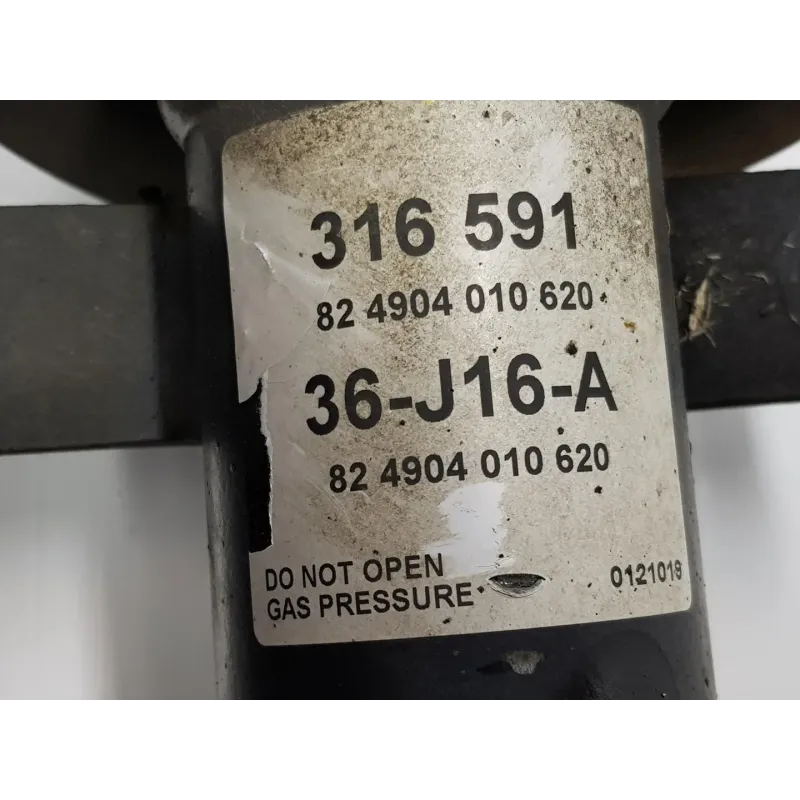 316 591
82 4904 010 620
36-J16-A
82 4904 010 620
DO NOT OPEN
GAS PRESSURE 0121019